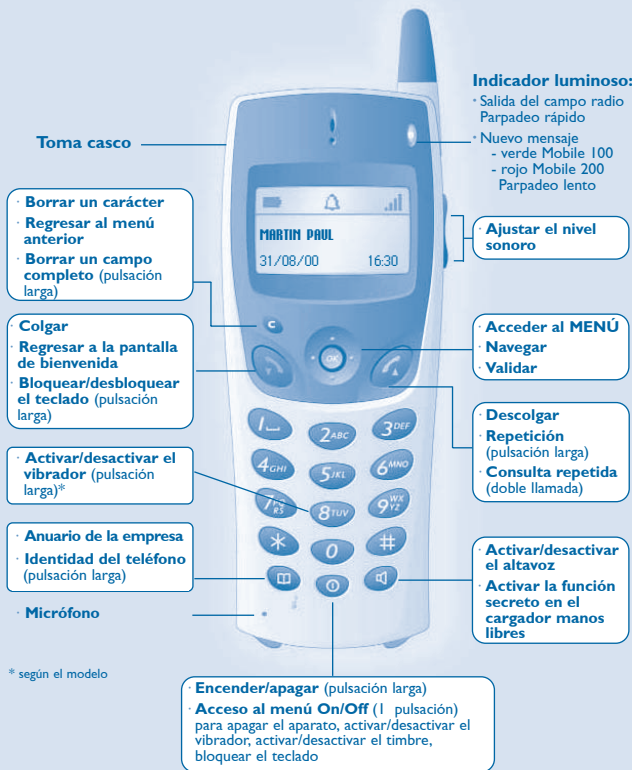 Indicador luminoso:
· Salida del campo radio
Parpadeo rápido
· Nuevo mensaje
- verde Mobile 100
- rojo Mobile 200
Parpadeo lento
Toma casco
· Borrar un carácter
· Regresar al menú
anterior
· Borrar un campo
completo (pulsación
larga)
· Ajustar el nivel
sonoro
MARTIN PAUL
31/08/00 16:30
· Colgar
· Regresar a la pantalla
de bienvenida
· Bloquear/desbloquear
el teclado (pulsación
larga)
C
OK
· Acceder al MENÚ
· Navegar
· Validar
· Descolgar
· Repetición
(pulsación larga)
· Consulta repetida
(doble llamada)
1 2ABC 3DEF
4GHI 5JKL 6MNO
7PQRS 8TUV 9WXYZ
* 0 #
· Activar/desactivar el
vibrador (pulsación
larga)*
· Anuario de la empresa
· Identidad del teléfono
(pulsación larga)
· Activar/desactivar
el altavoz
· Activar la función
secreto en el
cargador manos
libres
· Micrófono
* según el modelo
· Encender/apagar (pulsación larga)
· Acceso al menú On/Off (1 pulsación)
para apagar el aparato, activar/desactivar el
vibrador, activar/desactivar el timbre,
bloquear el teclado